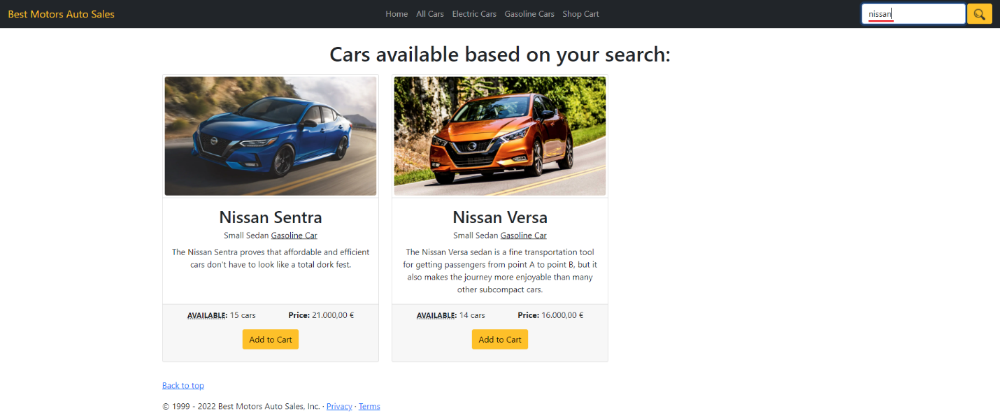 Best Motors Auto Sales
Home All Cars Electric Cars Gasoline Cars Shop Cart
nissan
Cars available based on your search:
Nissan Sentra
Small Sedan Gasoline Car
The Nissan Sentra proves that affordable and efficient
cars don't have to look like a total dork fest.
AVAILABLE: 15 cars Price: 21.000,00 €
Add to Cart
Nissan Versa
Small Sedan Gasoline Car
The Nissan Versa sedan is a fine transportation tool
for getting passengers from point A to point B, but it
also makes the journey more enjoyable than many
other subcompact cars.
AVAILABLE: 14 cars Price: 16.000,00 €
Add to Cart
Back to top
© 1999 - 2022 Best Motors Auto Sales, Inc. · Privacy · Terms